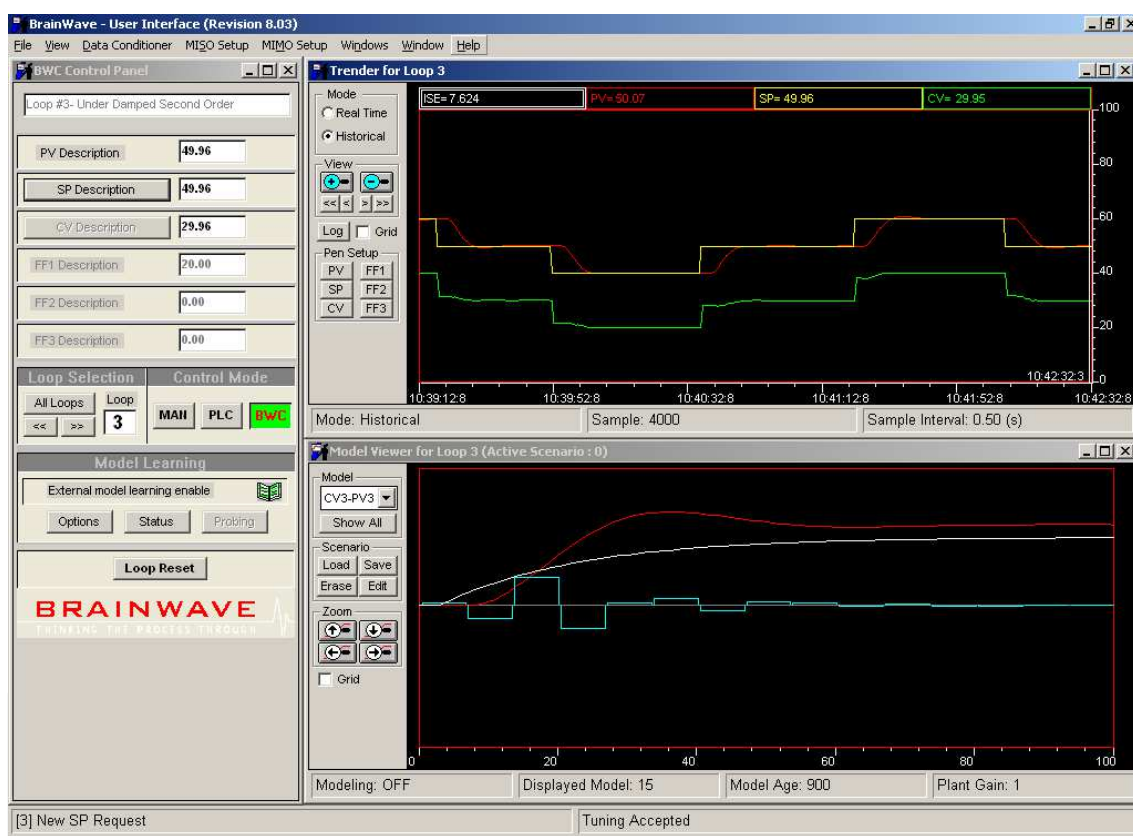 BrainWave - User Interface (Revision 8.03)
File View Data Conditioner MISO Setup MIMO Setup Windows Window Help
BWC Control Panel
Loop #3- Under Damped Second Order
PV Description 49.96
SP Description 49.96
CV Description 29.96
FF1 Description 20.00
FF2 Description 0.00
FF3 Description 0.00
Loop Selection Control Mode
All Loops Loop
<< >> 3 MAN PLC BWC
Model Learning
External model learning enable
Options Status Probing
Loop Reset
BRAINWAVE
THINKING THE PROCESS THROUGH
Trender for Loop 3
Mode
Real Time
Historical
View
<< < > >>
Log Grid
Pen Setup
PV FF1
SP FF2
CV FF3
ISE= 7.624 PV= 50.07 SP= 49.96 CV= 29.95
100
80
60
40
20
0
10:42:32:3
10:39:12:8 10:39:52:8 10:40:32:8 10:41:12:8 10:41:52:8 10:42:32:8
Mode: Historical Sample: 4000 Sample Interval: 0.50 (s)
Model Viewer for Loop 3 (Active Scenario : 0)
Model
CV3-PV3
Show All
Scenario
Load Save
Erase Edit
Zoom
Grid
0 20 40 60 80 100
Modeling: OFF Displayed Model: 15 Model Age: 900 Plant Gain: 1
[3] New SP Request Tuning Accepted